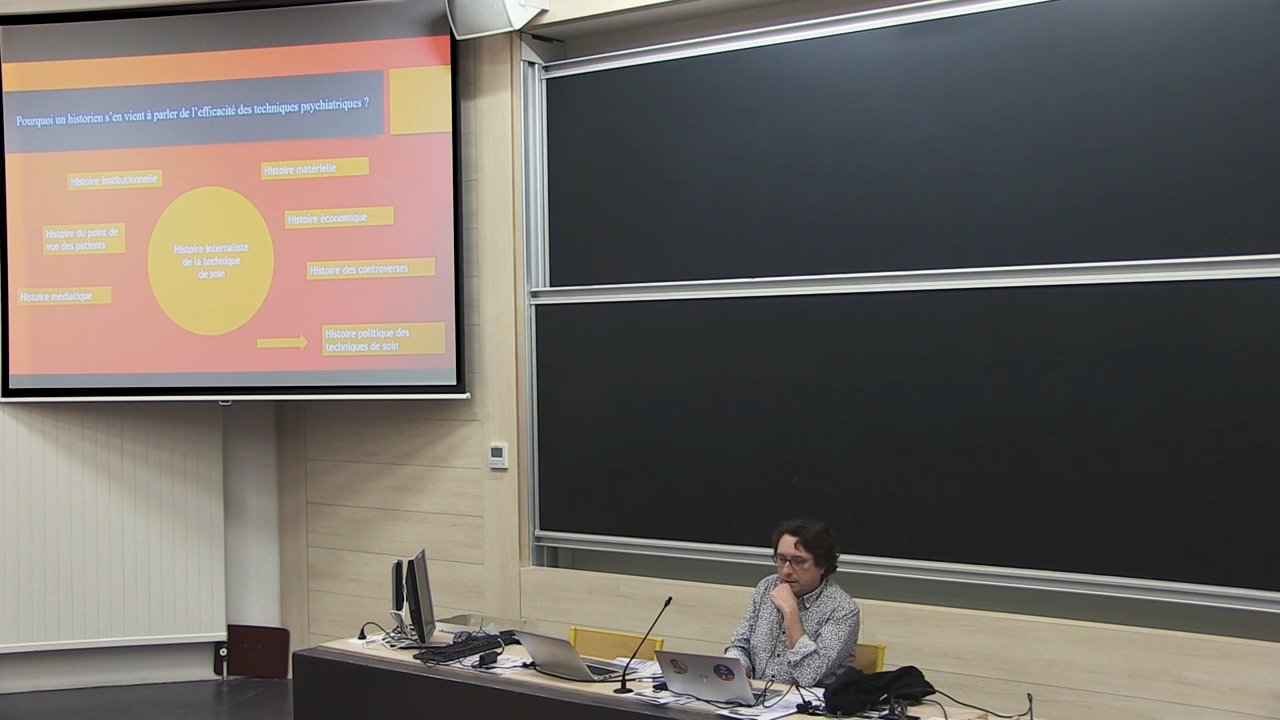 Pourquoi un historien s'en vient à parler de l'efficacité des techniques psychiatriques ?
Histoire institutionnelle
Histoire matérielle
Histoire du point de
vue des patients
Histoire économique
Histoire internaliste
de la technique
de soin
Histoire des controverses
Histoire médiatique
Histoire politique des
techniques de soin